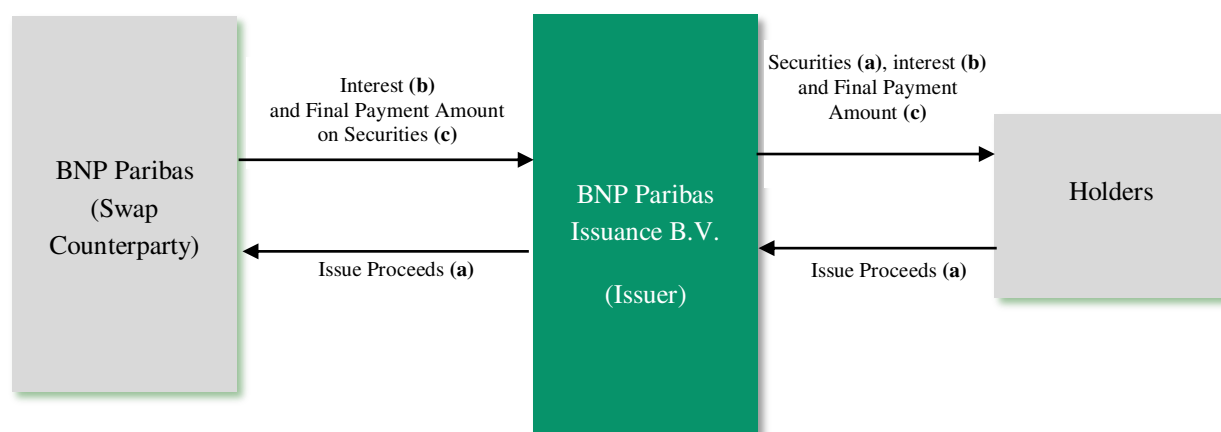 BNP Paribas
(Swap
Counterparty)
Interest (b)
and Final Payment Amount
on Securities (c)
Issue Proceeds (a)
BNP Paribas
Issuance B.V.
(Issuer)
Securities (a), interest (b)
and Final Payment
Amount (c)
Issue Proceeds (a)
Holders